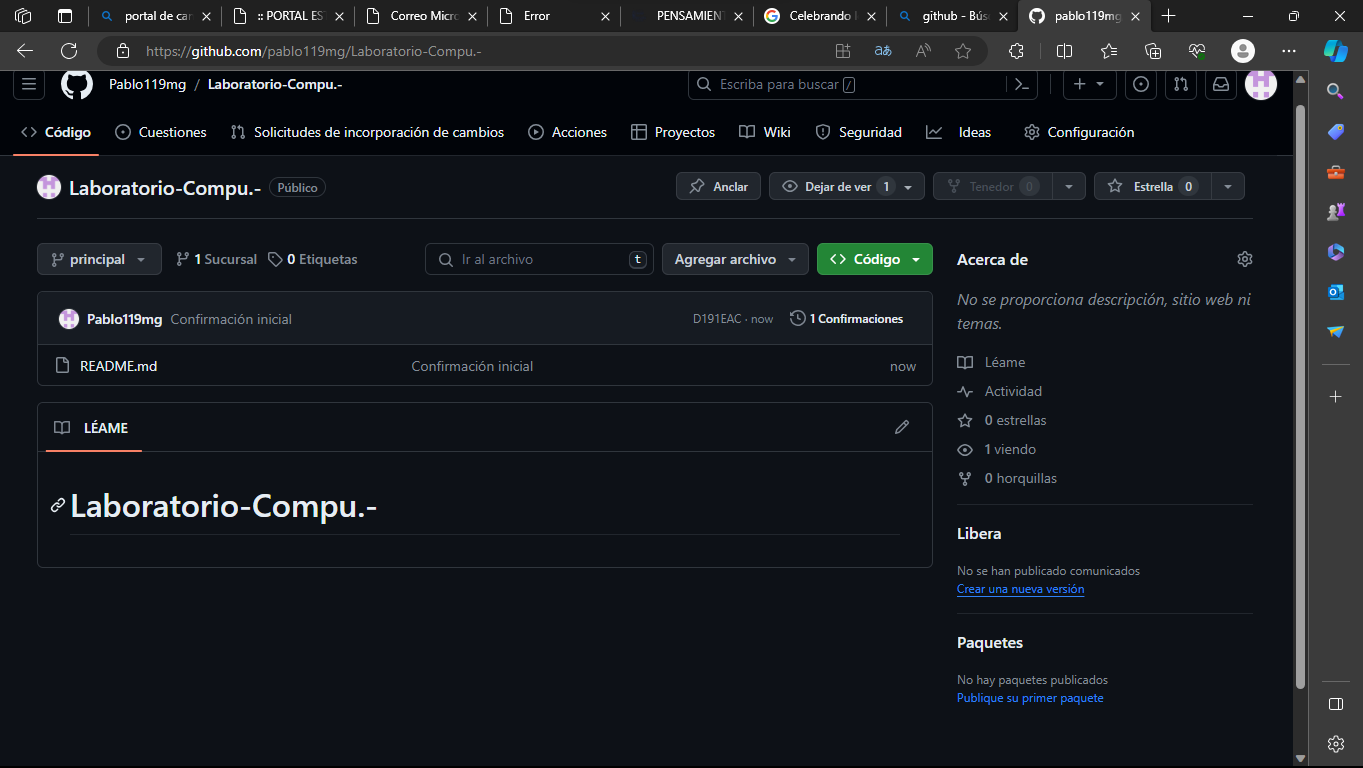 portal de car
:: PORTAL ES
Correo Micro
Error
PENSAMIEN
Celebrando
github - Bús
pablo119mg
https://github.com/pablo119mg/Laboratorio-Compu.-
Pablo119mg / Laboratorio-Compu.-
Escriba para buscar /
Código
Cuestiones
Solicitudes de incorporación de cambios
Acciones
Proyectos
Wiki
Seguridad
Ideas
Configuración
Laboratorio-Compu.- Público
Anclar
Dejar de ver 1
Tenedor 0
Estrella 0
principal
1 Sucursal
0 Etiquetas
Ir al archivo t
Agregar archivo
Código
Pablo119mg Confirmación inicial D191EAC · now 1 Confirmaciones
README.md Confirmación inicial now
LÉAME
Laboratorio-Compu.-
Acerca de
No se proporciona descripción, sitio web ni
temas.
Léame
Actividad
0 estrellas
1 viendo
0 horquillas
Libera
No se han publicado comunicados
Crear una nueva versión
Paquetes
No hay paquetes publicados
Publique su primer paquete